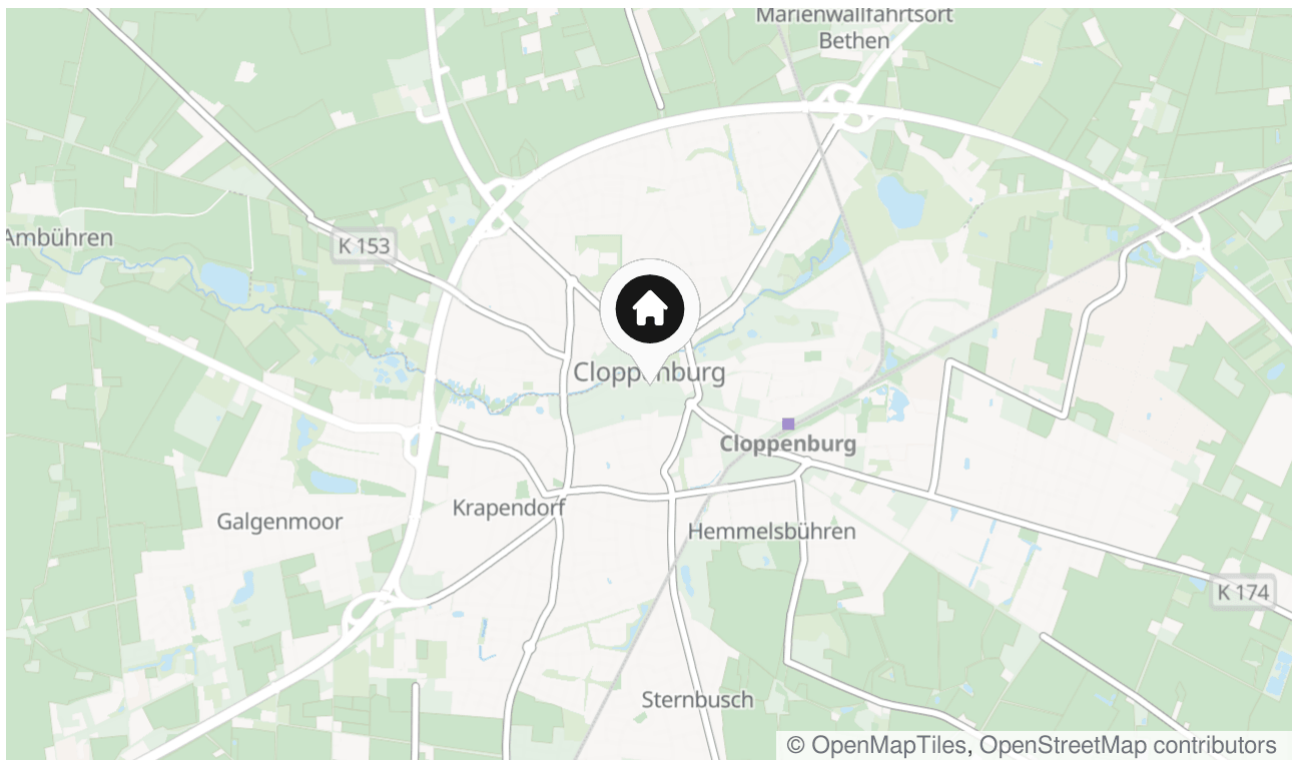 Marienwallfahrtsort
Bethen
Ambühren
K 153
Cloppenburg
Cloppenburg
Krapendorf
Galgenmoor
Hemmelsbühren
K 174
Sternbusch
© OpenMapTiles, OpenStreetMap contributors